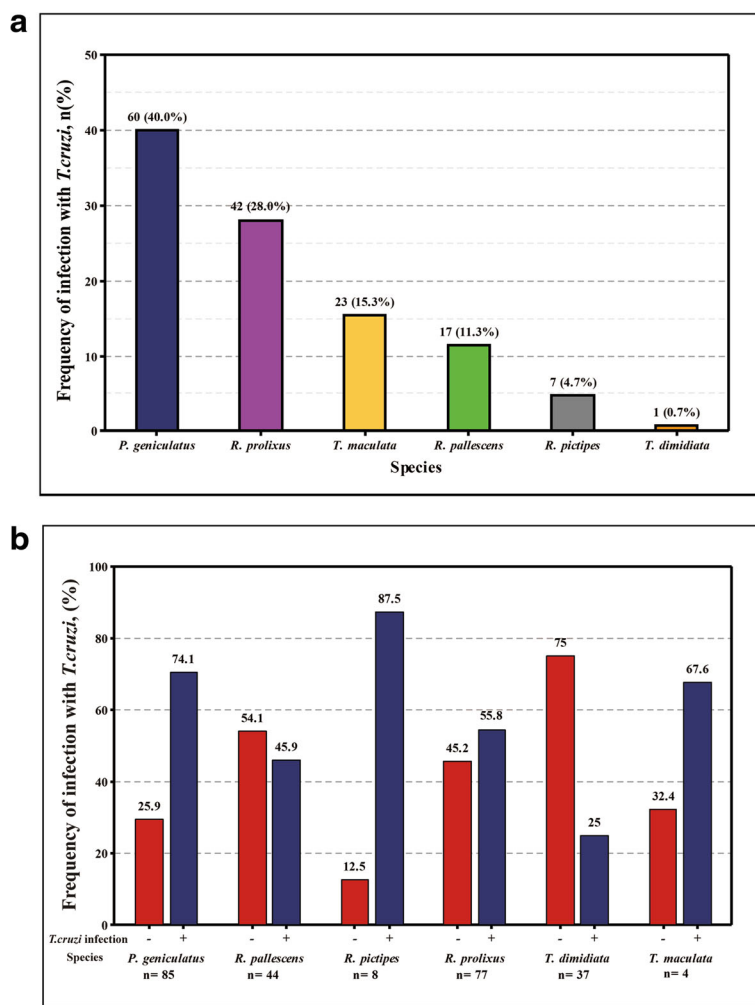 a
Frequency of infection with T.cruzi, n(%)
50
40
30
20
10
0
60 (40.0%)
42 (28.0%)
23 (15.3%)
17 (11.3%)
7 (4.7%)
1 (0.7%)
P. geniculatus R. prolixus T. maculata R. pallescens R. pictipes T. dimidiata
Species
b
Frequency of infection with T.cruzi, (%)
100
80
60
40
20
0
25.9 74.1 54.1 45.9 12.5 87.5 45.2 55.8 75 25 32.4 67.6
T.cruzi infection - + - + - + - + - + - +
Species P. geniculatus R. pallescens R. pictipes R. prolixus T. dimidiata T. maculata
n= 85 n= 44 n= 8 n= 77 n= 37 n= 4